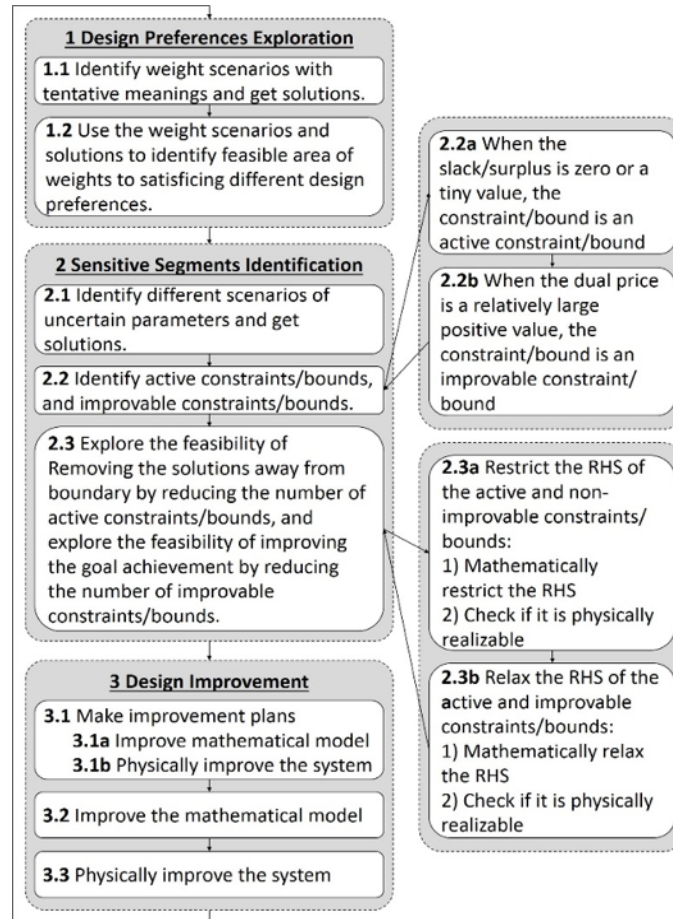 1 Design Preferences Exploration
1.1 Identify weight scenarios with
tentative meanings and get solutions.
1.2 Use the weight scenarios and
solutions to identify feasible area of
weights to satisficing different design
preferences.
2 Sensitive Segments Identification
2.1 Identify different scenarios of
uncertain parameters and get
solutions.
2.2 Identify active constraints/bounds,
and improvable constraints/bounds.
2.3 Explore the feasibility of
Removing the solutions away from
boundary by reducing the number of
active constraints/bounds, and
explore the feasibility of improving
the goal achievement by reducing
the number of improvable
constraints/bounds.
3 Design Improvement
3.1 Make improvement plans
3.1a Improve mathematical model
3.1b Physically improve the system
3.2 Improve the mathematical model
3.3 Physically improve the system
2.2a When the
slack/surplus is zero or a
tiny value, the
constraint/bound is an
active constraint/bound
2.2b When the dual price
is a relatively large
positive value, the
constraint/bound is an
improvable constraint/
bound
2.3a Restrict the RHS of
the active and non-
improvable constraints/
bounds:
1) Mathematically
restrict the RHS
2) Check if it is physically
realizable
2.3b Relax the RHS of the
active and improvable
constraints/bounds:
1) Mathematically relax
the RHS
2) Check if it is physically
realizable